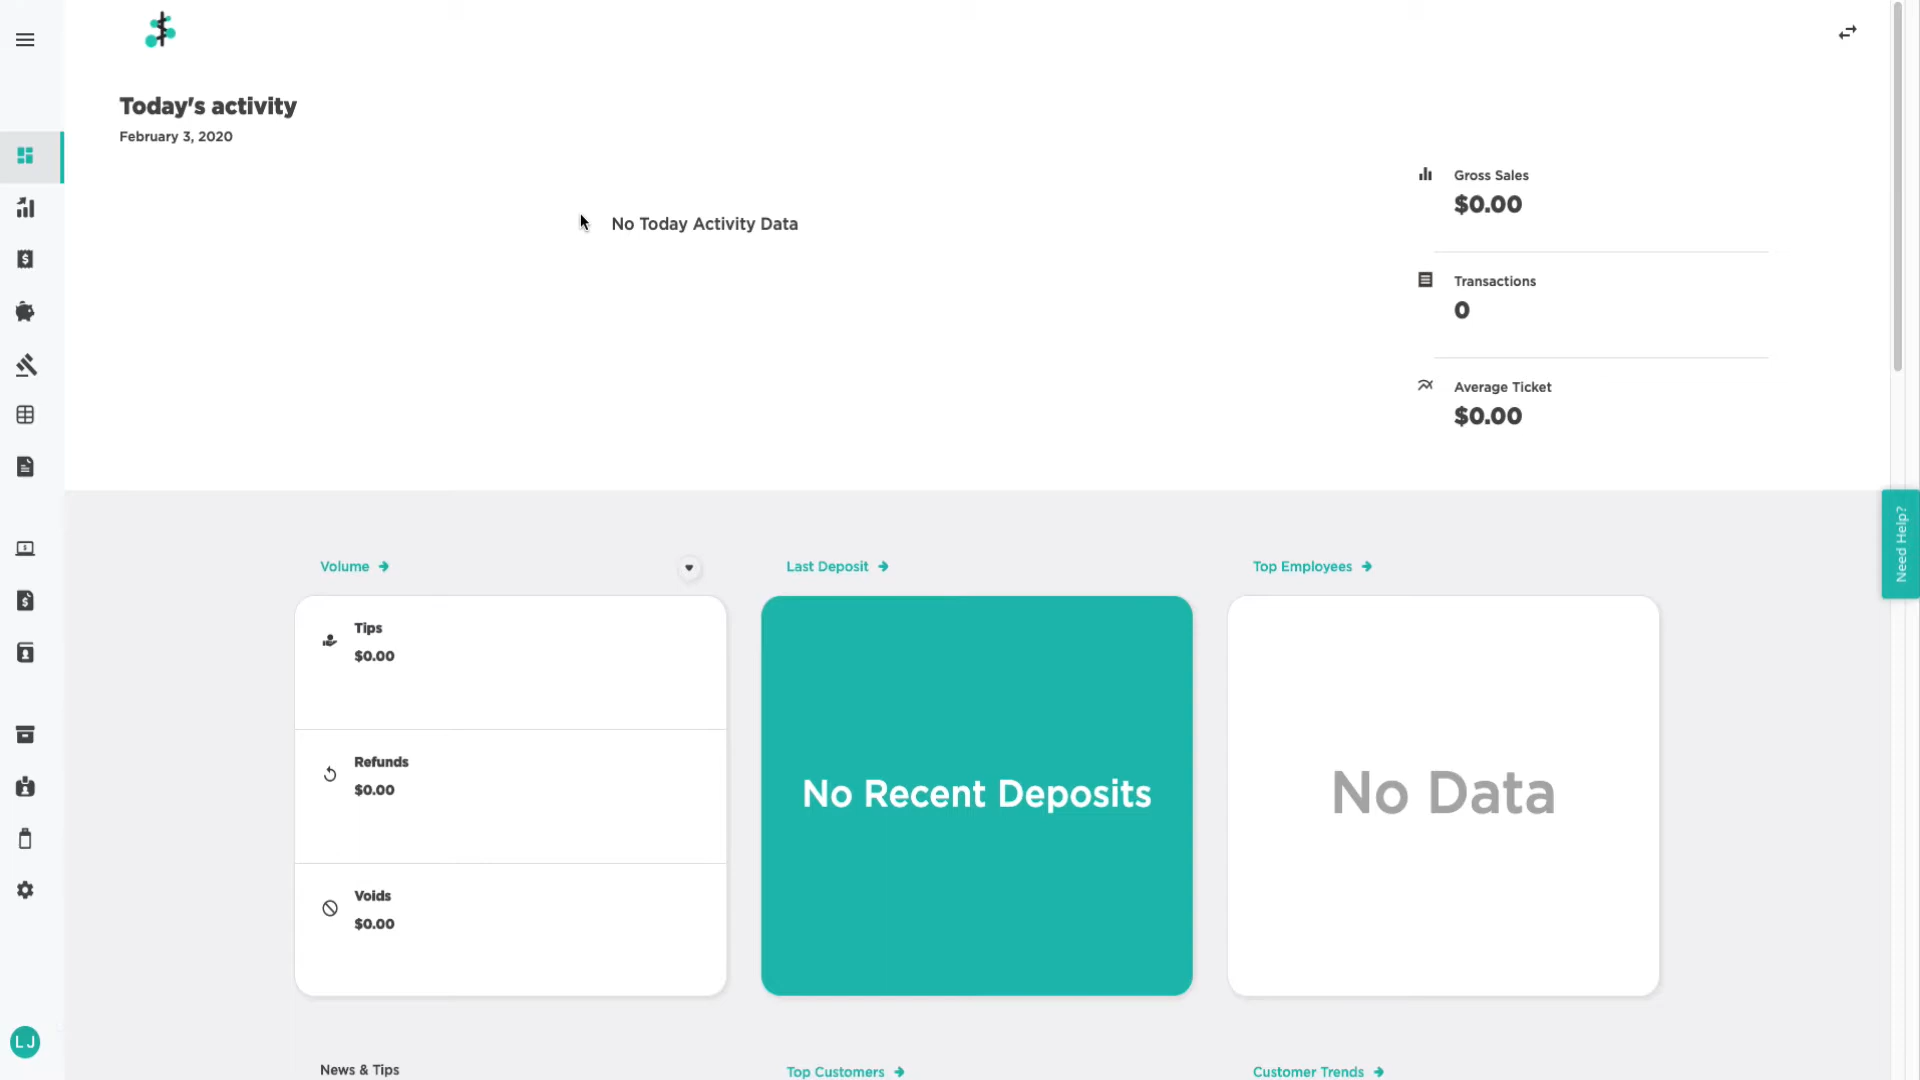 Today's activity
February 3, 2020
No Today Activity Data
Gross Sales
$0.00
Transactions
0
Average Ticket
$0.00
Need Help?
Volume
Tips
$0.00
Refunds
$0.00
Voids
$0.00
Last Deposit
No Recent Deposits
Top Employees
No Data
LJ
News & Tips
Top Customers
Customer Trends